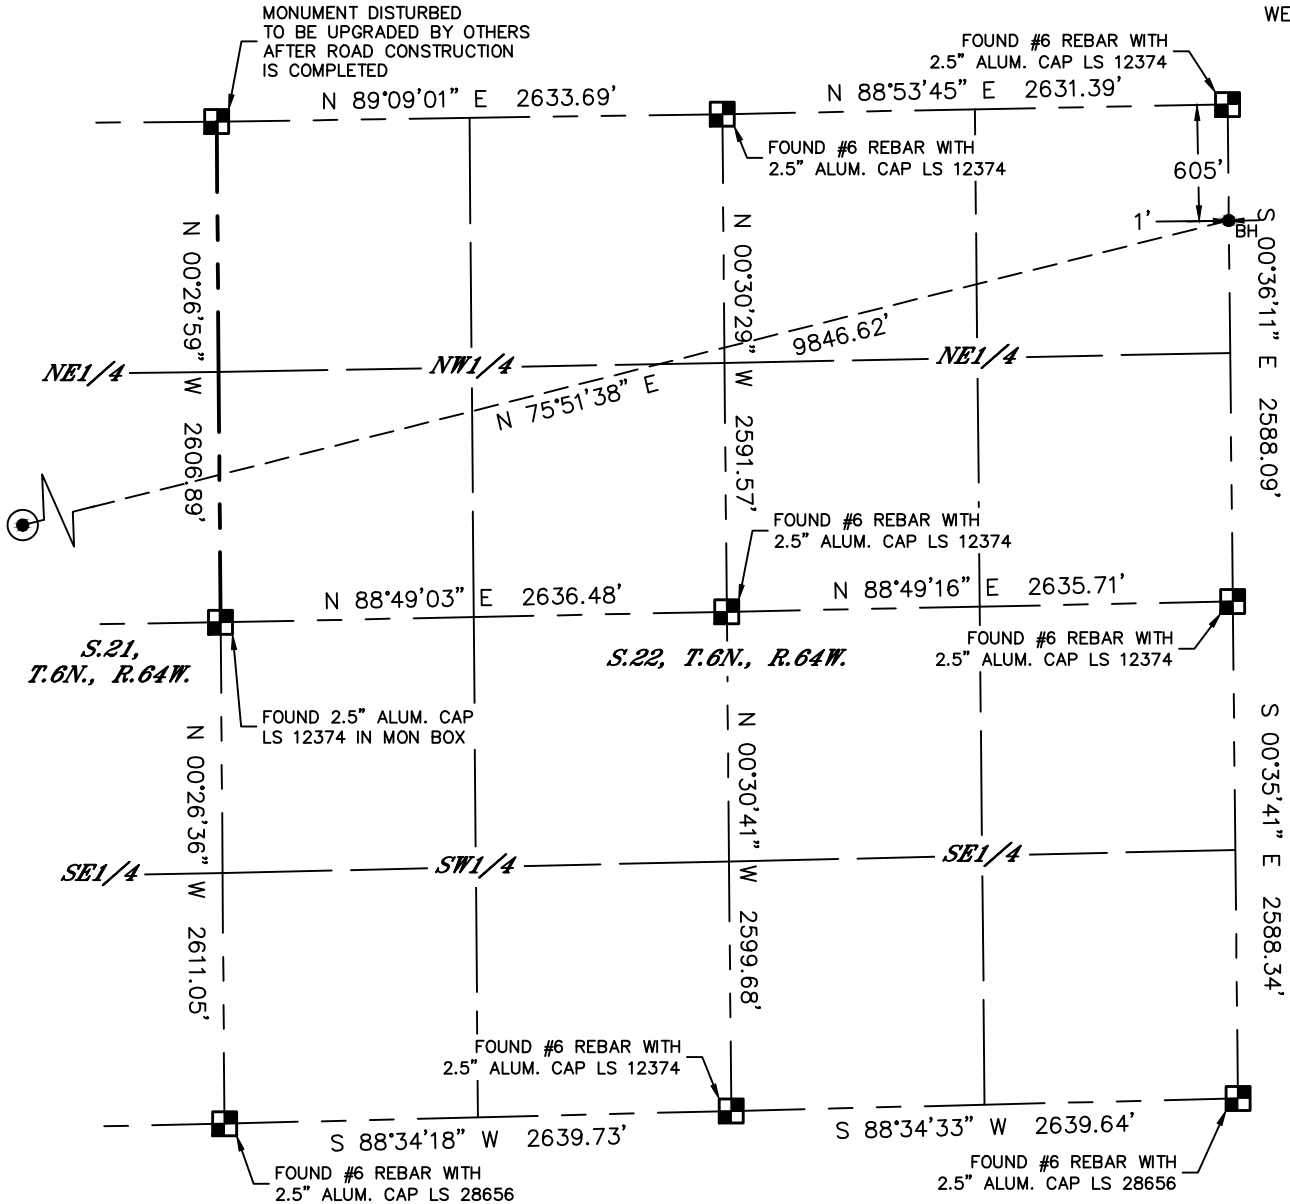 MONUMENT DISTURBED
TO BE UPGRADED BY OTHERS
AFTER ROAD CONSTRUCTION
IS COMPLETED
WE
FOUND #6 REBAR WITH
2.5" ALUM. CAP LS 12374
N 89°09'01" E 2633.69'
N 88°53'45" E 2631.39'
FOUND #6 REBAR WITH
2.5" ALUM. CAP LS 12374
605'
1'
BH
N 00°26'59" W 2606.89'
N 00°30'29" W 2591.57'
S 00°36'11" E 2588.09'
9846.62'
N 75°51'38" E
NE1/4
NW1/4
NE1/4
FOUND #6 REBAR WITH
2.5" ALUM. CAP LS 12374
N 88°49'03" E 2636.48'
N 88°49'16" E 2635.71'
S.21,
T.6N., R.64W.
S.22, T.6N., R.64W.
FOUND #6 REBAR WITH
2.5" ALUM. CAP LS 12374
FOUND 2.5" ALUM. CAP
LS 12374 IN MON BOX
N 00°26'36" W 2611.05'
N 00°30'41" W 2599.68'
S 00°35'41" E 2588.34'
SE1/4
SW1/4
SE1/4
FOUND #6 REBAR WITH
2.5" ALUM. CAP LS 12374
S 88°34'18" W 2639.73'
S 88°34'33" W 2639.64'
FOUND #6 REBAR WITH
2.5" ALUM. CAP LS 28656
FOUND #6 REBAR WITH
2.5" ALUM. CAP LS 28656